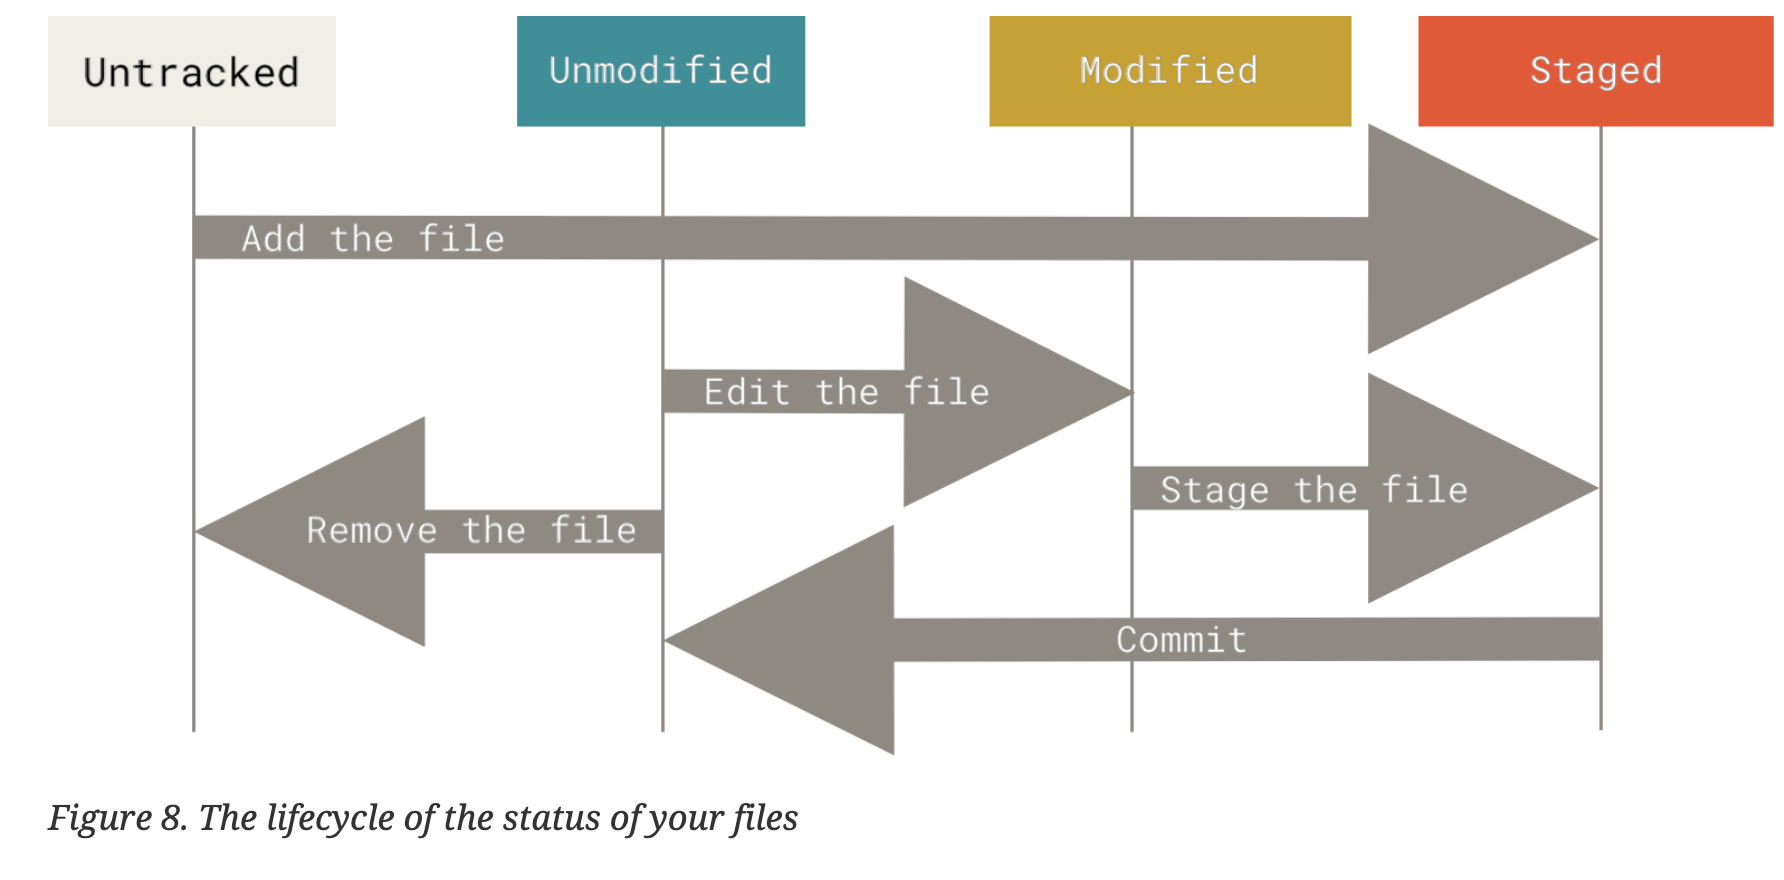 Untracked
Unmodified
Modified
Staged
Add the file
Edit the file
Stage the file
Remove the file
Commit
Figure 8. The lifecycle of the status of your files